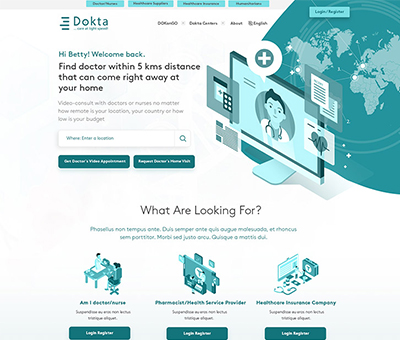 Doctor/Nurses Healthcare Suppliers Healthcare Insurance Humanitarians
Dokta
... care at right speed!
DOKonGO Dokta Centers About English
Login / Register
Hi Betty! Welcome back.
Find doctor within 5 kms distance
that can come right away at
your home
Video-consult with doctors or nurses no matter
how remote is your location, your country or how
low is your budget
Where: Enter a location
Get Doctor's Video Appointment Request Doctor's Home Visit
What Are Looking For?
Phasellus non tempus ante. Duis semper ante quis augue malesuada, et rhoncus
sem porttitor. Morbi sed justo arcu. Quisque a mattis dui.
Am I doctor/nurse Pharmacist/Health Service Provider Healthcare Insurance Company
Suspendisse eu eros non lectus Suspendisse eu eros non lectus Suspendisse eu eros non lectus
tristique aliquet. tristique aliquet. tristique aliquet.
Login Register Login Register Login Register